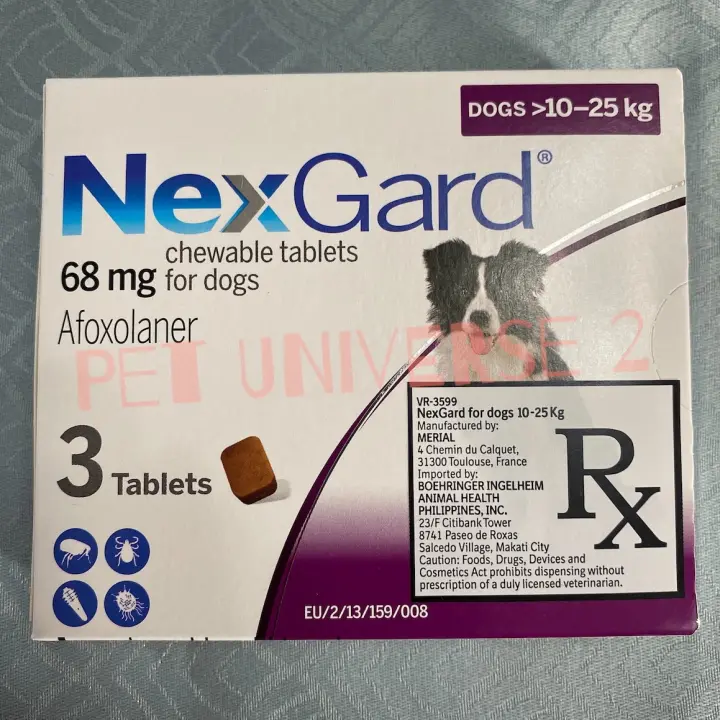 DOGS >10–25 kg
NexGard®
68 mg chewable tablets
for dogs
Afoxolaner
PET UNIVERSE 2
3 Tablets
VR-3599
NexGard for dogs 10-25Kg
Manufactured by:
MERIAL
4 Chemin du Calquet,
31300 Toulouse, France
Imported by:
BOEHRINGER INGELHEIM
ANIMAL HEALTH
PHILIPPINES, INC.
23/F Citibank Tower
8741 Paseo de Roxas
Salcedo Village, Makati City
Caution: Foods, Drugs, Devices and
Cosmetics Act prohibits dispensing without
prescription of a duly licensed veterinarian.
Rx
EU/2/13/159/008